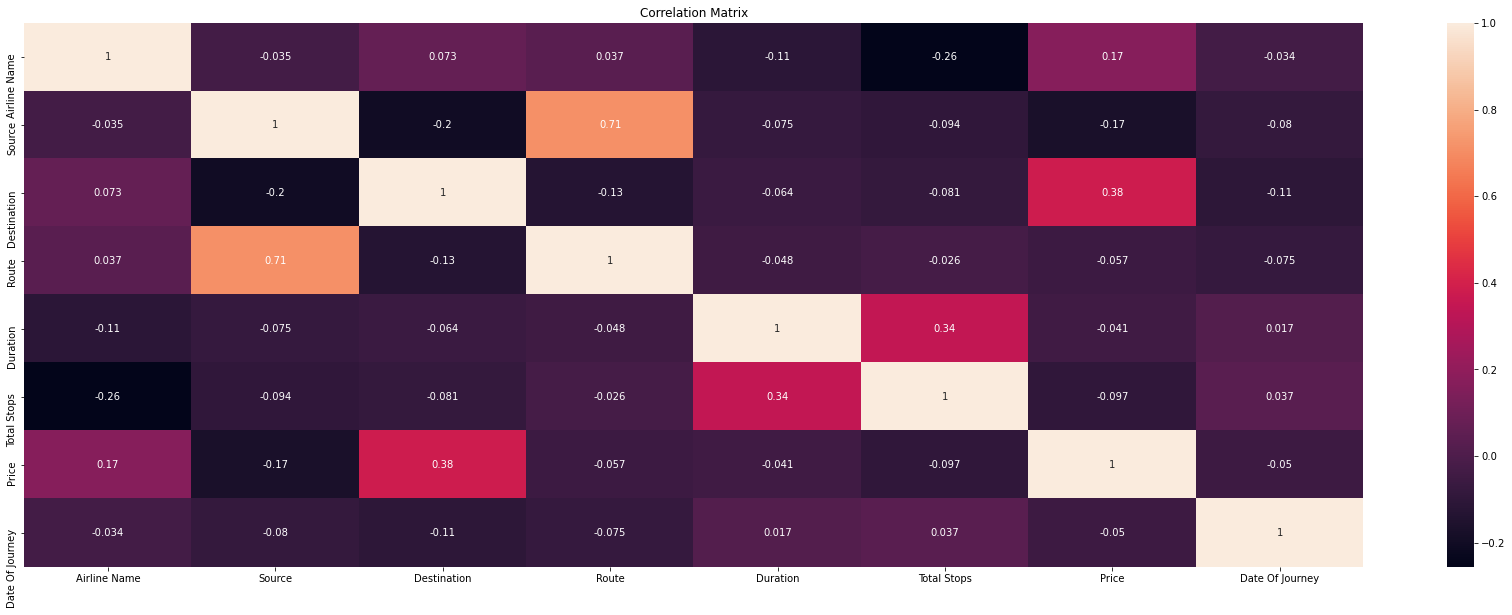 Correlation Matrix
Airline Name 1 -0.035 0.073 0.037 -0.11 -0.26 0.17 -0.034
Source -0.035 1 -0.2 0.71 -0.075 -0.094 -0.17 -0.08
Destination 0.073 -0.2 1 -0.13 -0.064 -0.081 0.38 -0.11
Route 0.037 0.71 -0.13 1 -0.048 -0.026 -0.057 -0.075
Duration -0.11 -0.075 -0.064 -0.048 1 0.34 -0.041 0.017
Total Stops -0.26 -0.094 -0.081 -0.026 0.34 1 -0.097 0.037
Price 0.17 -0.17 0.38 -0.057 -0.041 -0.097 1 -0.05
Date Of Journey -0.034 -0.08 -0.11 -0.075 0.017 0.037 -0.05 1
Airline Name Source Destination Route Duration Total Stops Price Date Of Journey
1.0
0.8
0.6
0.4
0.2
0.0
−0.2